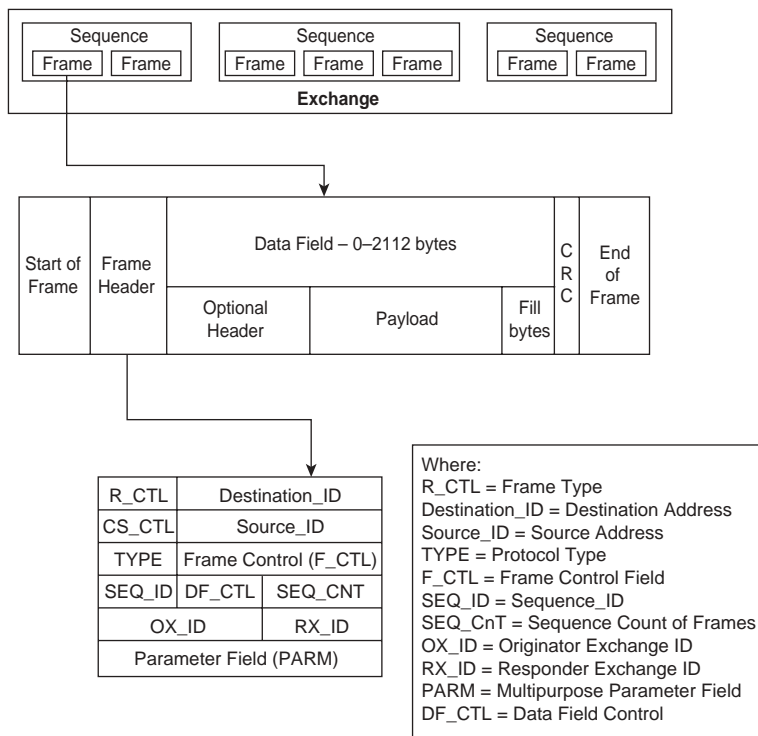 Sequence
Frame Frame
Sequence
Frame Frame Frame
Sequence
Frame Frame
Exchange
Start of
Frame
Frame
Header
Data Field – 0–2112 bytes
Optional
Header
Payload
Fill
bytes
C
R
C
End
of
Frame
R_CTL Destination_ID
CS_CTL Source_ID
TYPE Frame Control (F_CTL)
SEQ_ID DF_CTL SEQ_CNT
OX_ID RX_ID
Parameter Field (PARM)
Where:
R_CTL = Frame Type
Destination_ID = Destination Address
Source_ID = Source Address
TYPE = Protocol Type
F_CTL = Frame Control Field
SEQ_ID = Sequence_ID
SEQ_CnT = Sequence Count of Frames
OX_ID = Originator Exchange ID
RX_ID = Responder Exchange ID
PARM = Multipurpose Parameter Field
DF_CTL = Data Field Control